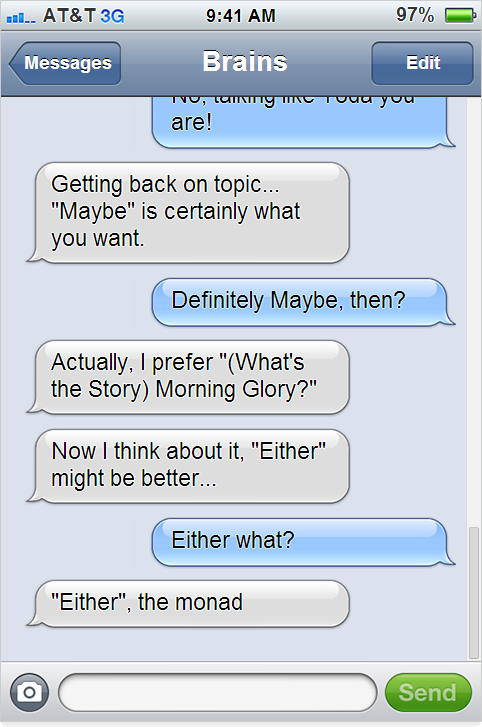 AT&T 3G 9:41 AM 97%
Messages Brains Edit
No, talking like Yoda you
are!
Getting back on topic...
"Maybe" is certainly what
you want.
Definitely Maybe, then?
Actually, I prefer "(What's
the Story) Morning Glory?"
Now I think about it, "Either"
might be better...
Either what?
"Either", the monad
Send